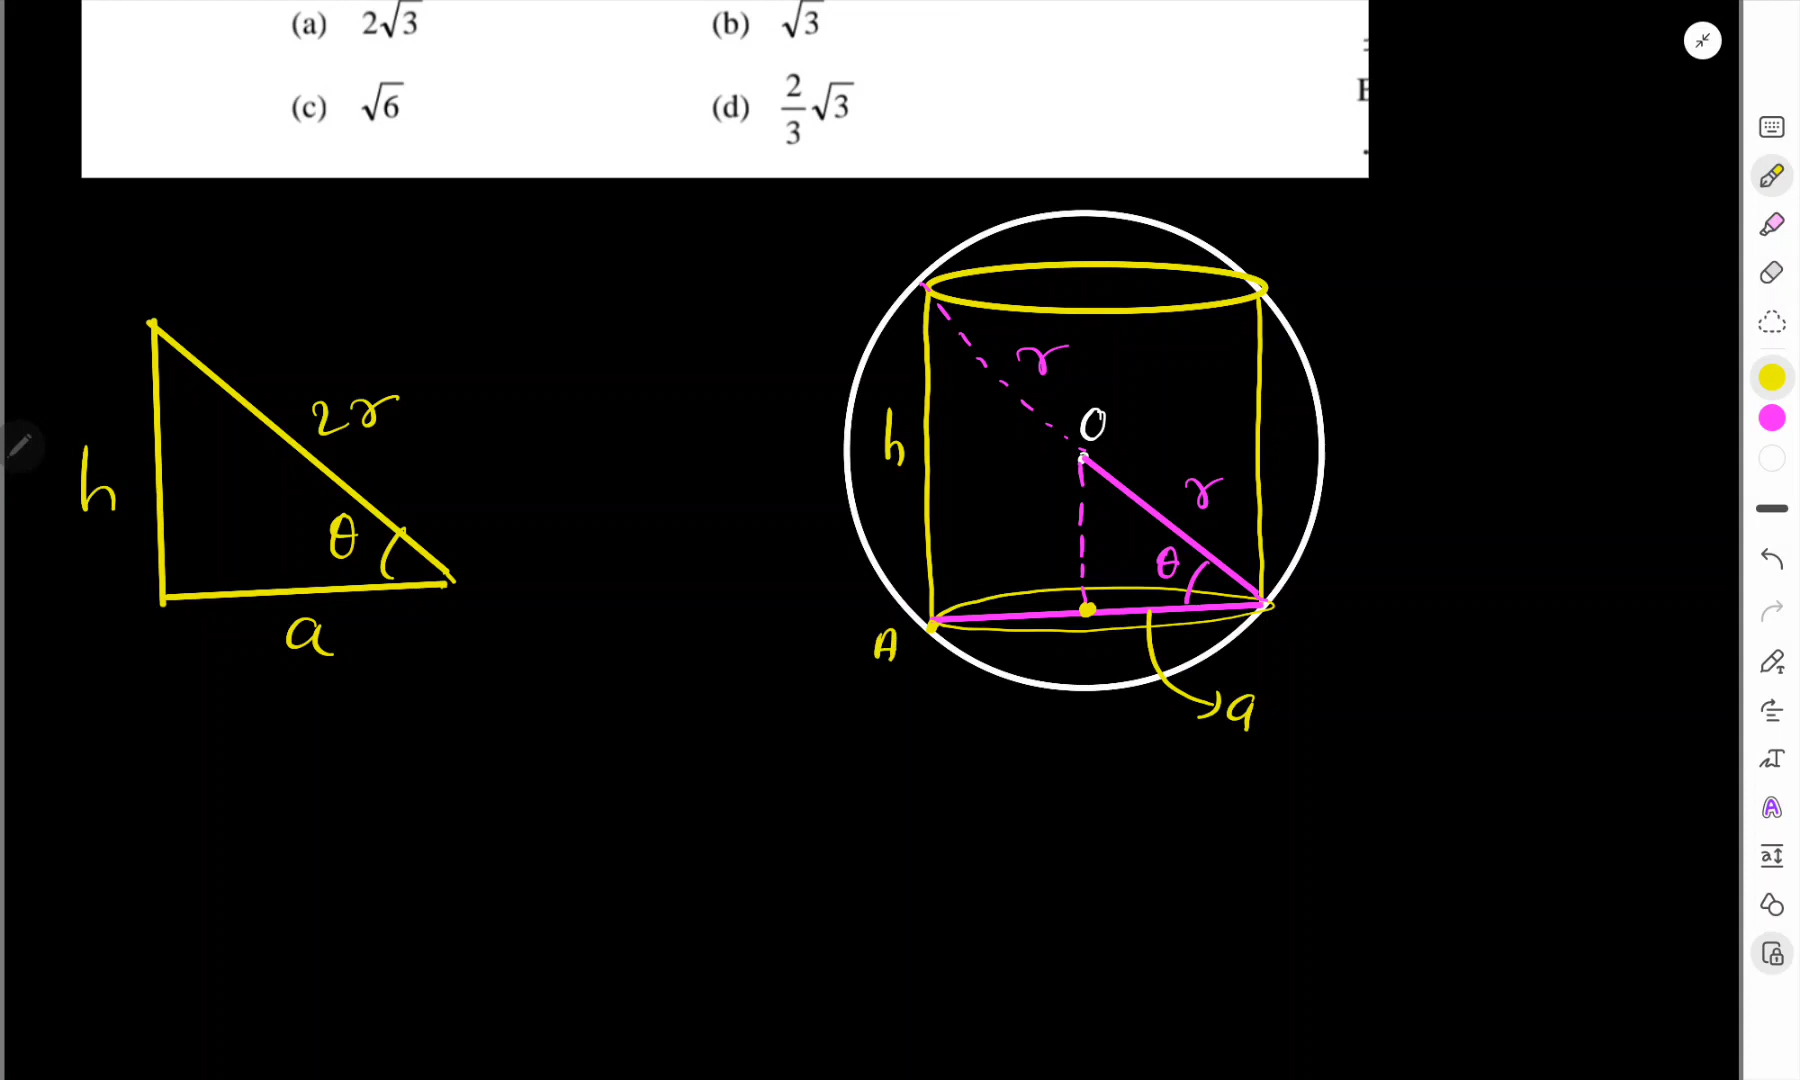 (a) 2√3 (b) √3
(c) √6 (d) 2/3 √3
r
2r
O
h
h
r
θ
θ
a
A
a